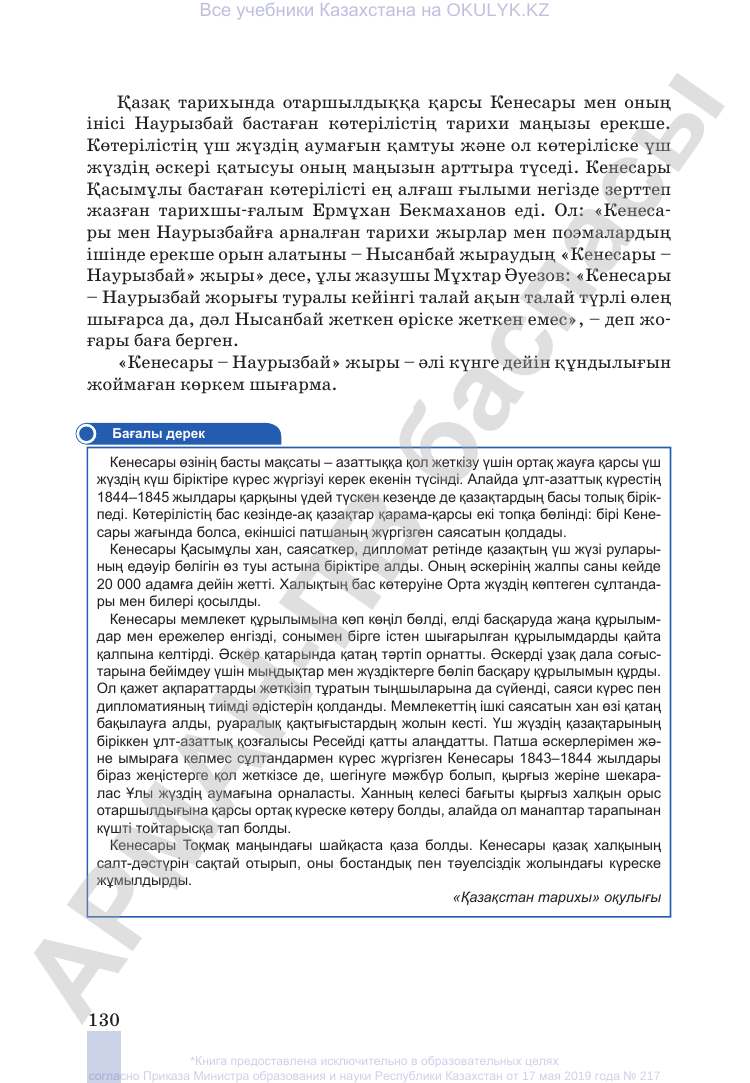 Все учебники Казахстана на OKULYK.KZ
Қазақ тарихында отаршылдыққа қарсы Кенесары мен оның
інісі Наурызбай бастаған көтерілістің тарихи маңызы ерекше.
Көтерілістің үш жүздің аумағын қамтуы және ол көтеріліске үш
жүздің әскері қатысуы оның маңызын арттыра түседі. Кенесары
Қасымұлы бастаған көтерілісті ең алғаш ғылыми негізде зерттеп
жазған тарихшы-ғалым Ермұхан Бекмаханов еді. Ол: «Кенеса-
ры мен Наурызбайға арналған тарихи жырлар мен поэмалардың
ішінде ерекше орын алатыны – Нысанбай жыраудың «Кенесары –
Наурызбай» жыры» десе, ұлы жазушы Мұхтар Әуезов: «Кенесары
– Наурызбай жорығы туралы кейінгі талай ақын талай түрлі өлең
шығарса да, дәл Нысанбай жеткен өріске жеткен емес», – деп жо-
ғары баға берген.
«Кенесары – Наурызбай» жыры – әлі күнге дейін құндылығын
жоймаған көркем шығарма.
Бағалы дерек
Кенесары өзінің басты мақсаты – азаттыққа қол жеткізу үшін ортақ жауға қарсы үш
жүздің күш біріктіре күрес жүргізуі керек екенін түсінді. Алайда ұлт-азаттық күрестің
1844–1845 жылдары қарқыны үдей түскен кезеңде де қазақтардың басы толық бірік-
педі. Көтерілістің бас кезінде-ақ қазақтар қарама-қарсы екі топқа бөлінді: бірі Кене-
сары жағында болса, екіншісі патшаның жүргізген саясатын қолдады.
Кенесары Қасымұлы хан, саясаткер, дипломат ретінде қазақтың үш жүзі рулары-
ның едәуір бөлігін өз туы астына біріктіре алды. Оның әскерінің жалпы саны кейде
20 000 адамға дейін жетті. Халықтың бас көтеруіне Орта жүздің көптеген сұлтанда-
ры мен билері қосылды.
Кенесары мемлекет құрылымына көп көңіл бөлді, елді басқаруда жаңа құрылым-
дар мен ережелер енгізді, сонымен бірге істен шығарылған құрылымдарды қайта
қалпына келтірді. Әскер қатарында қатаң тәртіп орнатты. Әскерді ұзақ дала соғыс-
тарына бейімдеу үшін мыңдықтар мен жүздіктерге бөліп басқару құрылымын құрды.
Ол қажет ақпараттарды жеткізіп тұратын тыңшыларына да сүйенді, саяси күрес пен
дипломатияның тиімді әдістерін қолданды. Мемлекеттің ішкі саясатын хан өзі қатаң
бақылауға алды, руаралық қақтығыстардың жолын кесті. Үш жүздің қазақтарының
біріккен ұлт-азаттық қозғалысы Ресейді қатты алаңдатты. Патша әскерлерімен жә-
не ымыраға келмес сұлтандармен күрес жүргізген Кенесары 1843–1844 жылдары
біраз жеңістерге қол жеткізсе де, шегінуге мәжбүр болып, қырғыз жеріне шекара-
лас Ұлы жүздің аумағына орналасты. Ханның келесі бағыты қырғыз халқын орыс
отаршылдығына қарсы ортақ күреске көтеру болды, алайда ол манаптар тарапынан
күшті тойтарысқа тап болды.
Кенесары Тоқмақ маңындағы шайқаста қаза болды. Кенесары қазақ халқының
салт-дәстүрін сақтай отырып, оны бостандық пен тәуелсіздік жолындағы күреске
жұмылдырды.
«Қазақстан тарихы» оқулығы
АРМАН-ПВ баспасы
130
*Книга предоставлена исключительно в образовательных целях
согласно Приказа Министра образования и науки Республики Казахстан от 17 мая 2019 года № 217